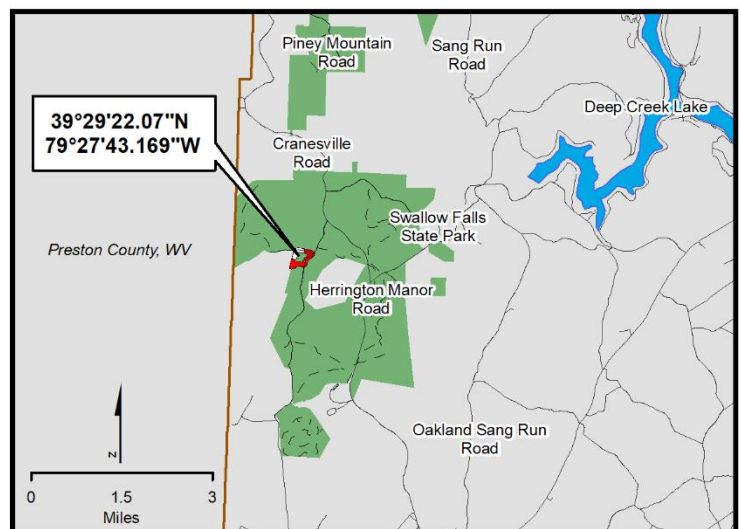 Piney Mountain
Road
Sang Run
Road
Deep Creek Lake
39°29'22.07"N
79°27'43.169"W
Cranesville
Road
Swallow Falls
State Park
Preston County, WV
Herrington Manor
Road
Oakland Sang Run
Road
N
0 1.5 3
Miles